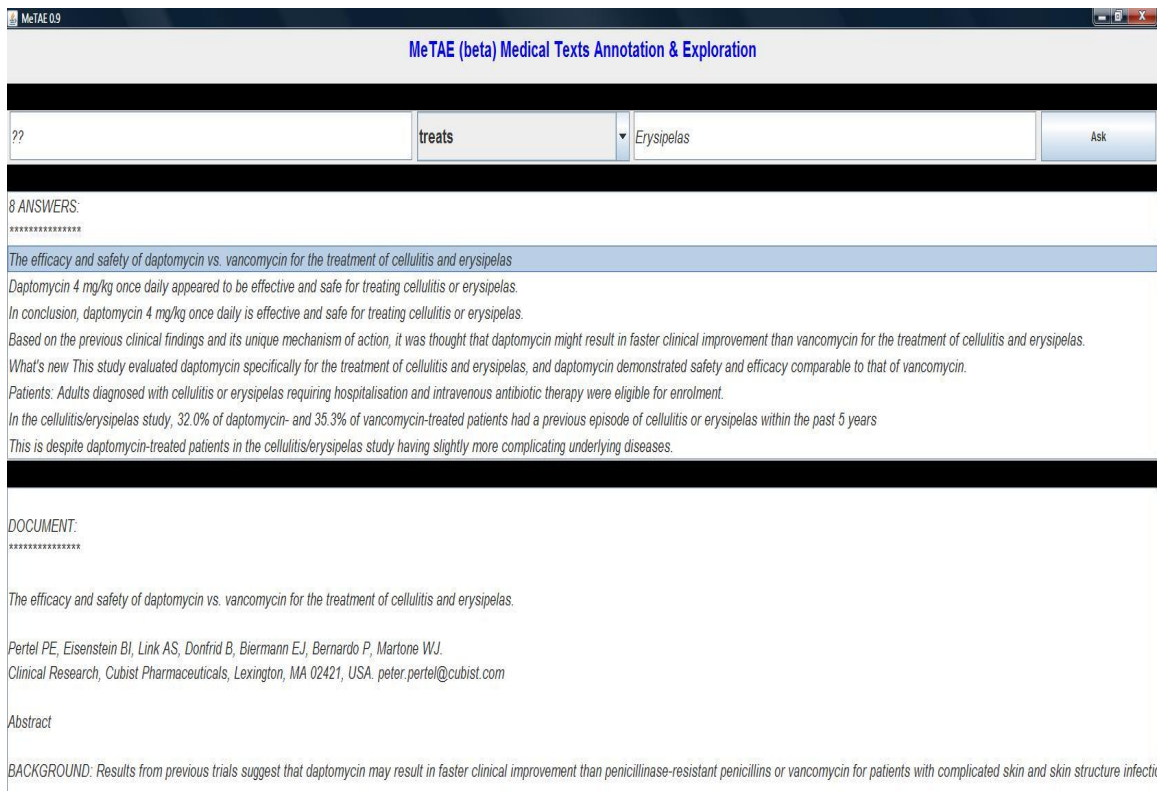 MeTAE 0.9
MeTAE (beta) Medical Texts Annotation & Exploration
?? treats Erysipelas Ask
8 ANSWERS:
***************
The efficacy and safety of daptomycin vs. vancomycin for the treatment of cellulitis and erysipelas
Daptomycin 4 mg/kg once daily appeared to be effective and safe for treating cellulitis or erysipelas.
In conclusion, daptomycin 4 mg/kg once daily is effective and safe for treating cellulitis or erysipelas.
Based on the previous clinical findings and its unique mechanism of action, it was thought that daptomycin might result in faster clinical improvement than vancomycin for the treatment of cellulitis and erysipelas.
What's new This study evaluated daptomycin specifically for the treatment of cellulitis and erysipelas, and daptomycin demonstrated safety and efficacy comparable to that of vancomycin.
Patients: Adults diagnosed with cellulitis or erysipelas requiring hospitalisation and intravenous antibiotic therapy were eligible for enrolment.
In the cellulitis/erysipelas study, 32.0% of daptomycin- and 35.3% of vancomycin-treated patients had a previous episode of cellulitis or erysipelas within the past 5 years
This is despite daptomycin-treated patients in the cellulitis/erysipelas study having slightly more complicating underlying diseases.
DOCUMENT:
***************
The efficacy and safety of daptomycin vs. vancomycin for the treatment of cellulitis and erysipelas.
Pertel PE, Eisenstein BI, Link AS, Donfrid B, Biermann EJ, Bernardo P, Martone WJ.
Clinical Research, Cubist Pharmaceuticals, Lexington, MA 02421, USA. peter.pertel@cubist.com
Abstract
BACKGROUND: Results from previous trials suggest that daptomycin may result in faster clinical improvement than penicillinase-resistant penicillins or vancomycin for patients with complicated skin and skin structure infectio